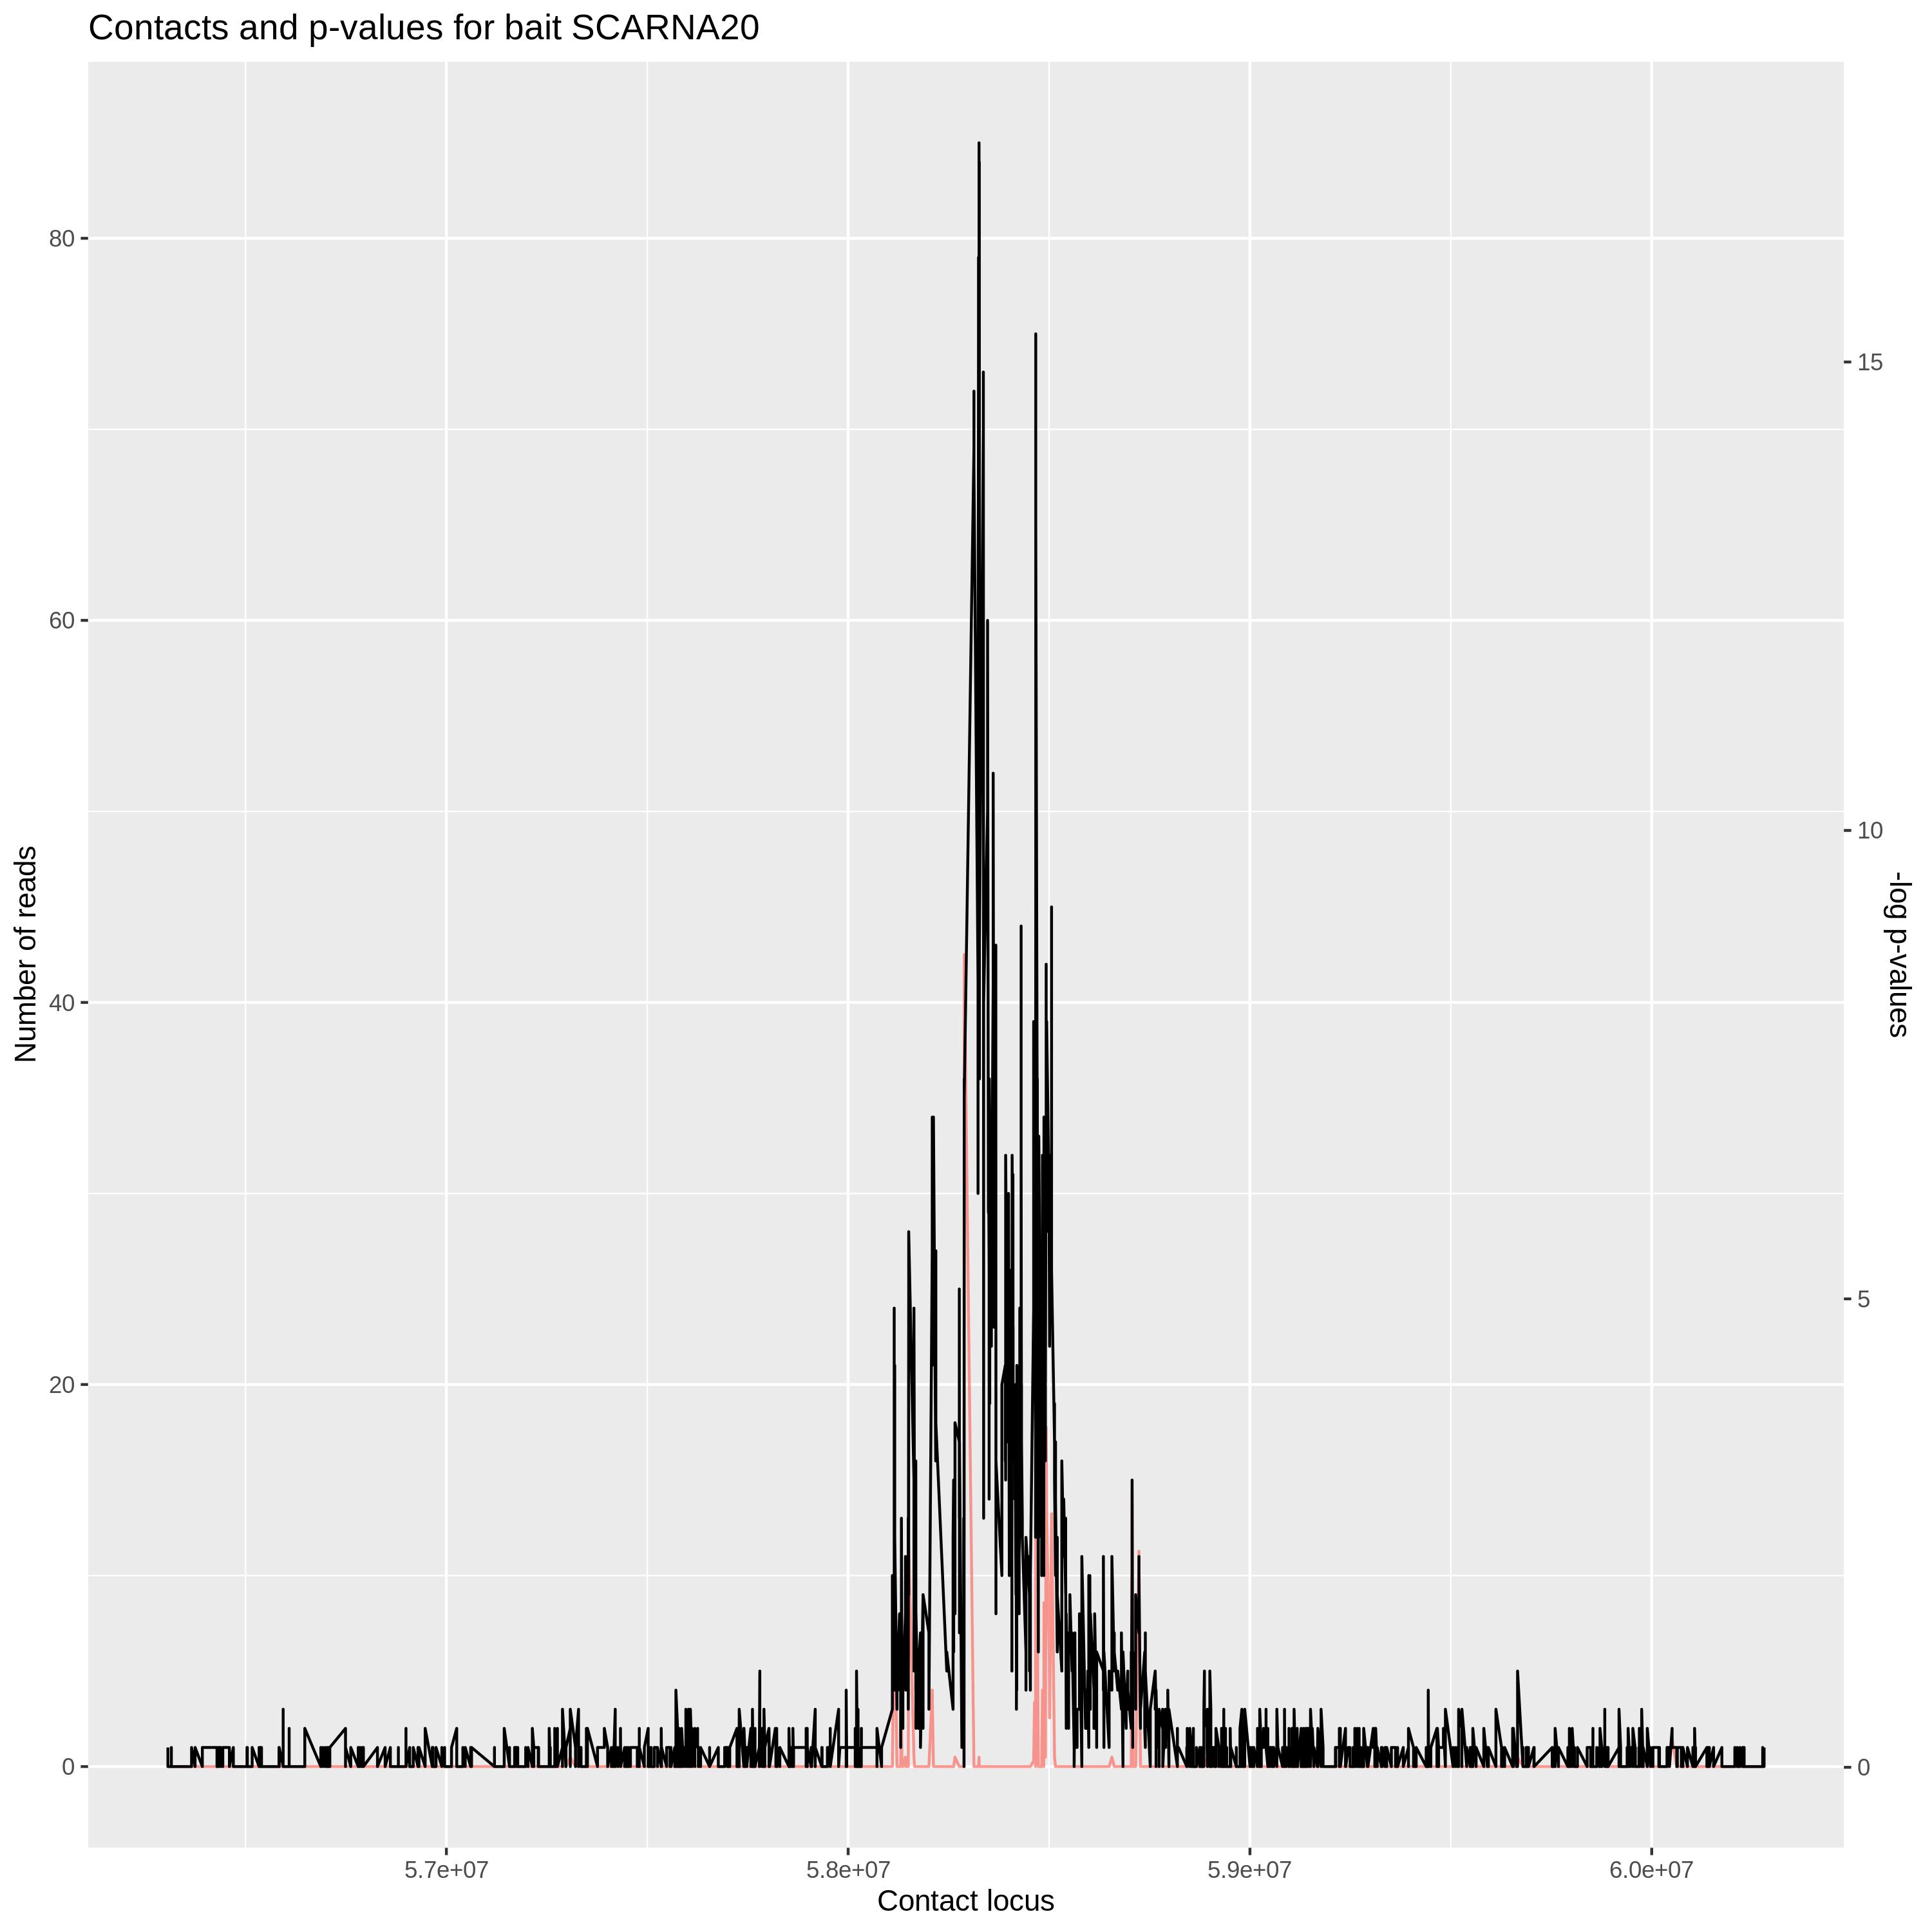 Contacts and p-values for bait SCARNA20
80
60
40
20
0
Number of reads
15
10
5
0
-log p-values
5.7e+07 5.8e+07 5.9e+07 6.0e+07
Contact locus